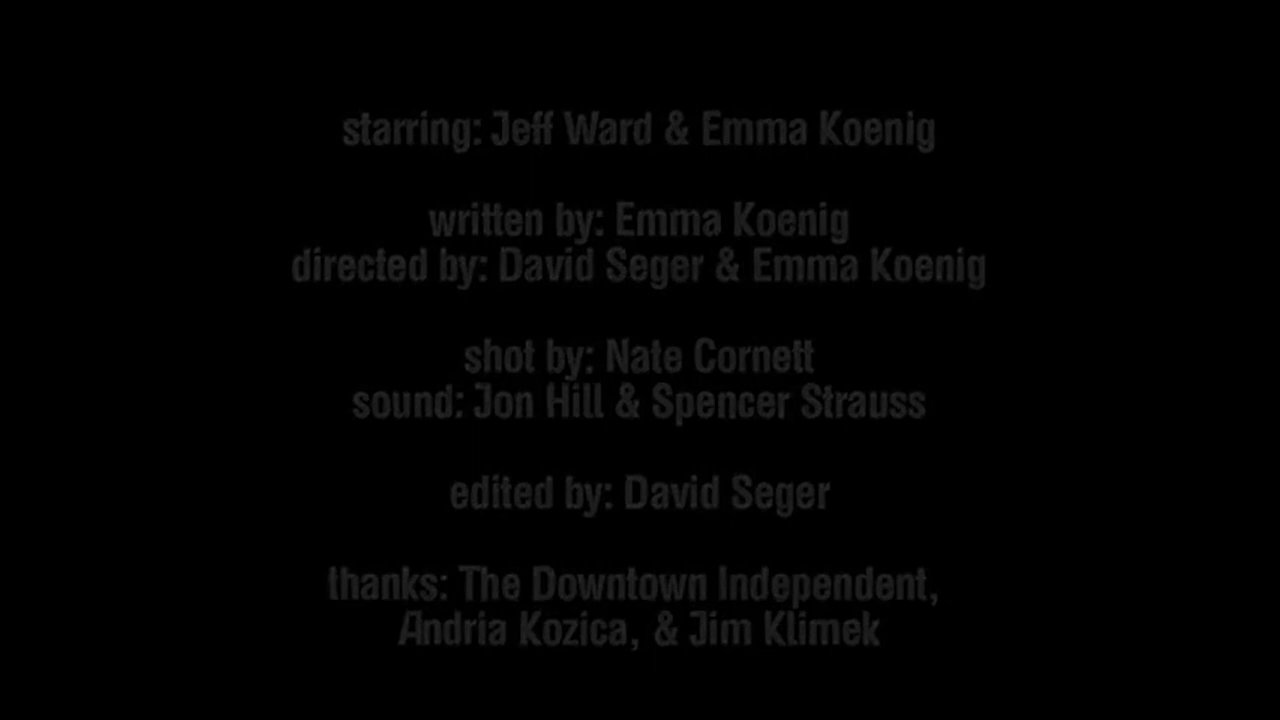 starring: Jeff Ward & Emma Koenig
written by: Emma Koenig
directed by: David Seger & Emma Koenig
shot by: Nate Cornett
sound: Jon Hill & Spencer Strauss
edited by: David Seger
thanks: The Downtown Independent,
Andria Kozica, & Jim Klimek